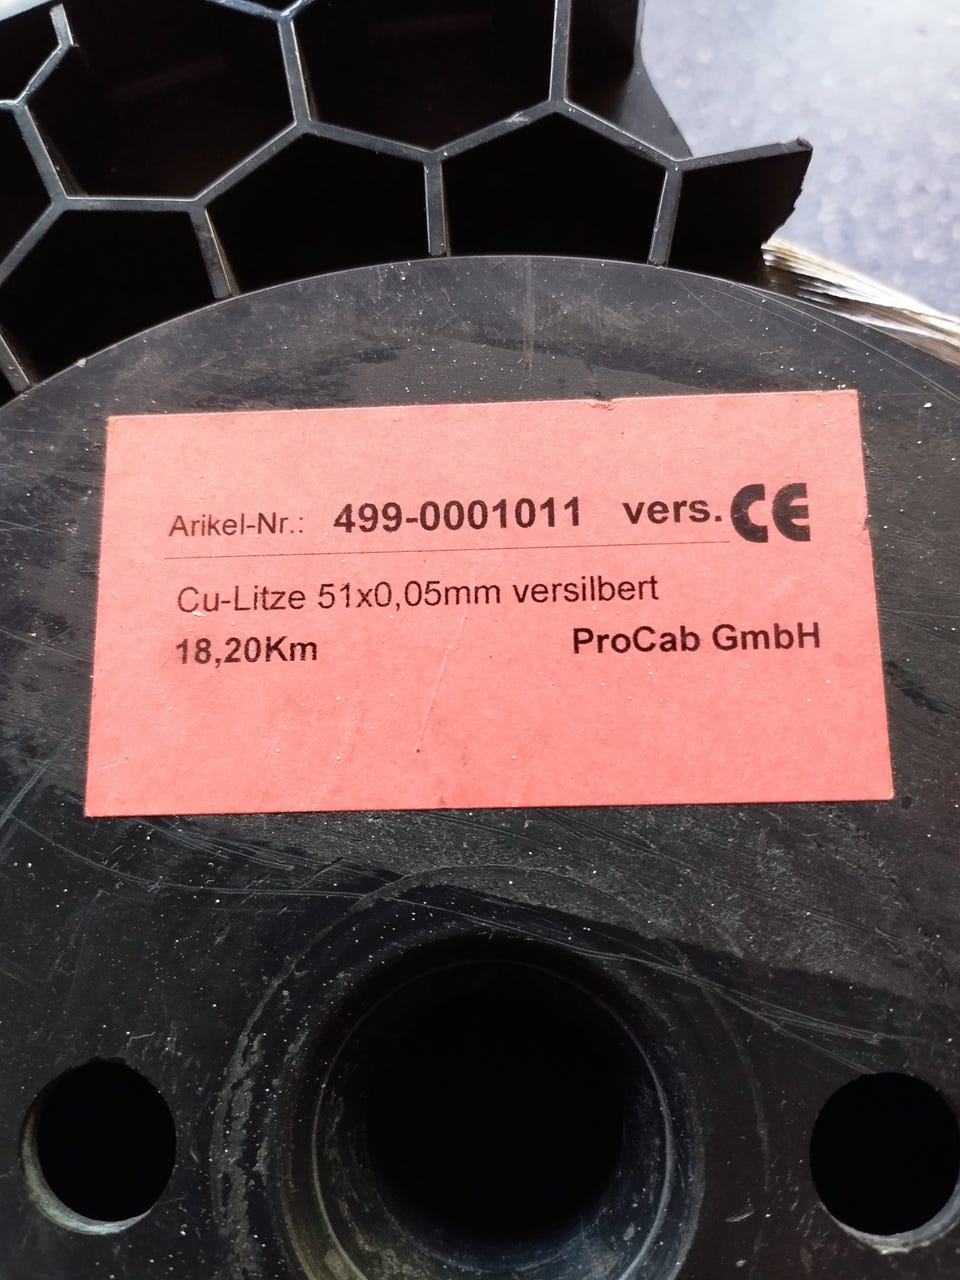 Arikel-Nr.: 499-0001011 vers. CE
Cu-Litze 51x0,05mm versilbert
18,20Km ProCab GmbH